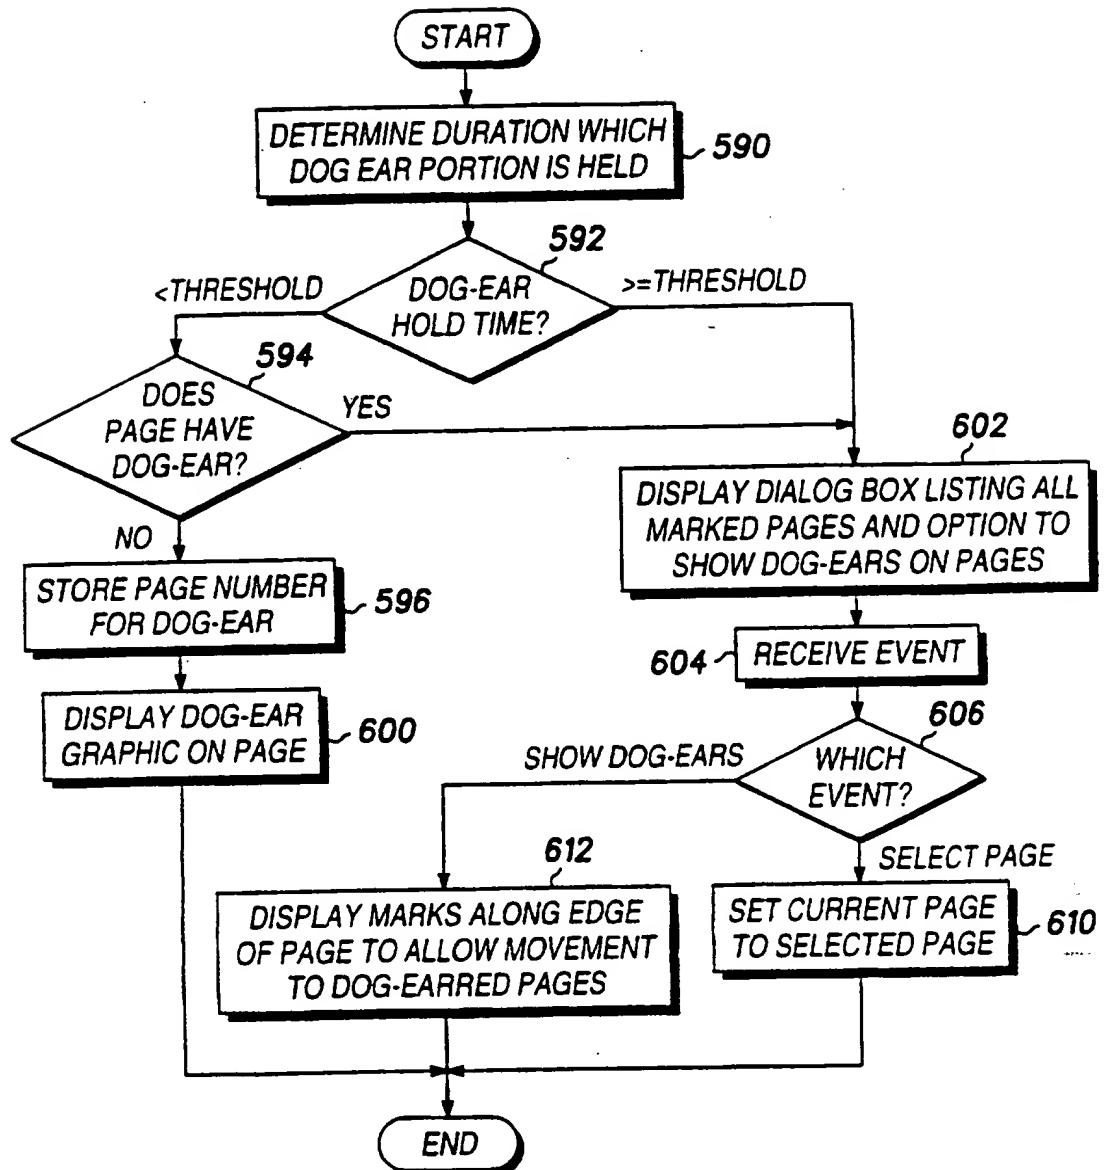 START
DETERMINE DURATION WHICH
DOG EAR PORTION IS HELD
590
592
<THRESHOLD
DOG-EAR
HOLD TIME?
>=THRESHOLD
594
DOES
PAGE HAVE
DOG-EAR?
YES
NO
602
DISPLAY DIALOG BOX LISTING ALL
MARKED PAGES AND OPTION TO
SHOW DOG-EARS ON PAGES
STORE PAGE NUMBER
FOR DOG-EAR
596
604
RECEIVE EVENT
DISPLAY DOG-EAR
GRAPHIC ON PAGE
600
606
SHOW DOG-EARS
WHICH
EVENT?
SELECT PAGE
612
DISPLAY MARKS ALONG EDGE
OF PAGE TO ALLOW MOVEMENT
TO DOG-EARRED PAGES
SET CURRENT PAGE
TO SELECTED PAGE
610
END